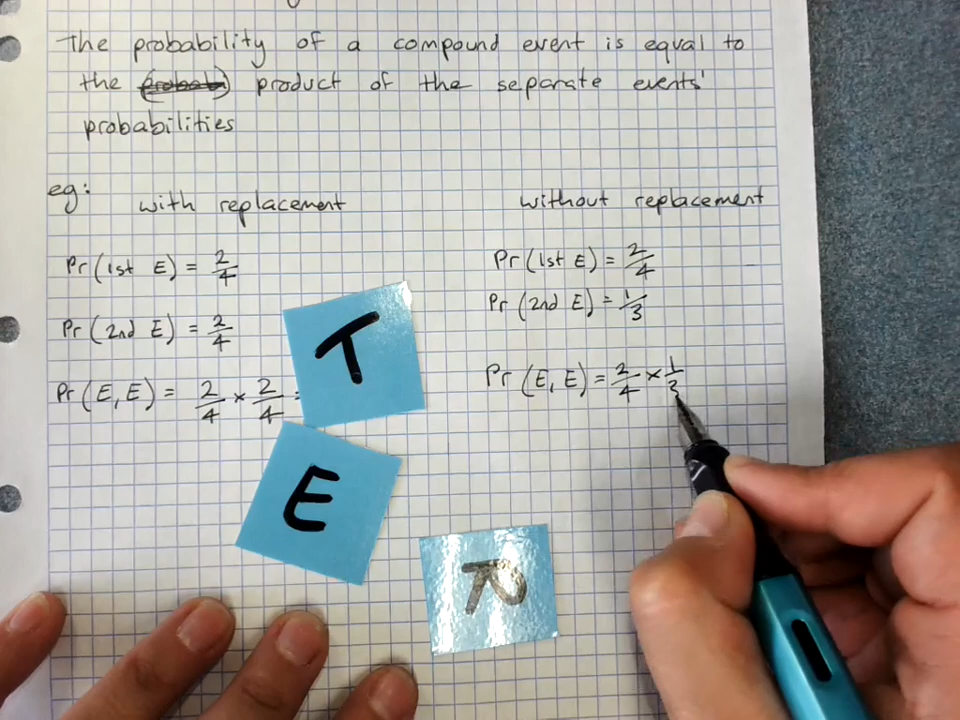 The probability of a compound event is equal to
the product of the separate events'
probabilities
eg: with replacement
without replacement
Pr (1st E) = 2/4
Pr (2nd E) = 2/4
Pr (E, E) = 2/4 × 2/4 =
Pr (1st E) = 2/4
Pr (2nd E) = 1/3
Pr (E, E) = 2/4 × 1/3
T
E